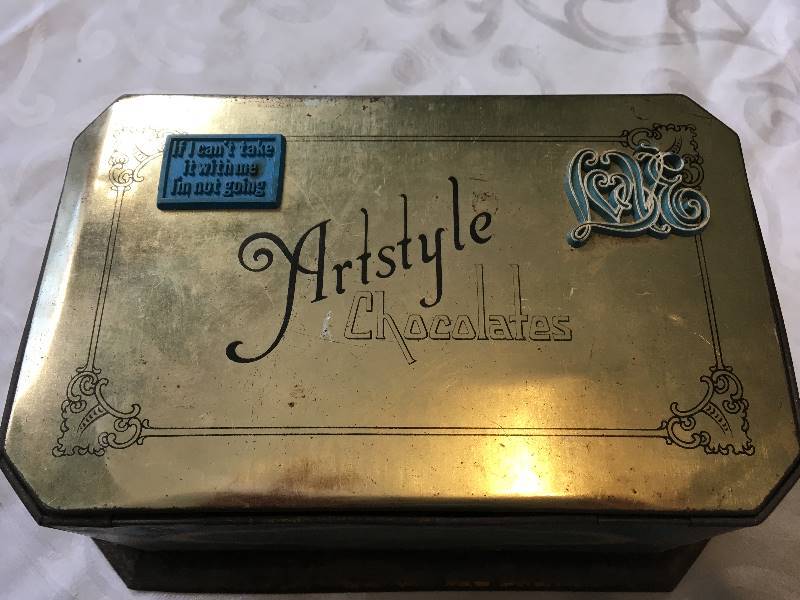 If I can't take
it with me
I'm not going
LOVE
Artstyle
Chocolates